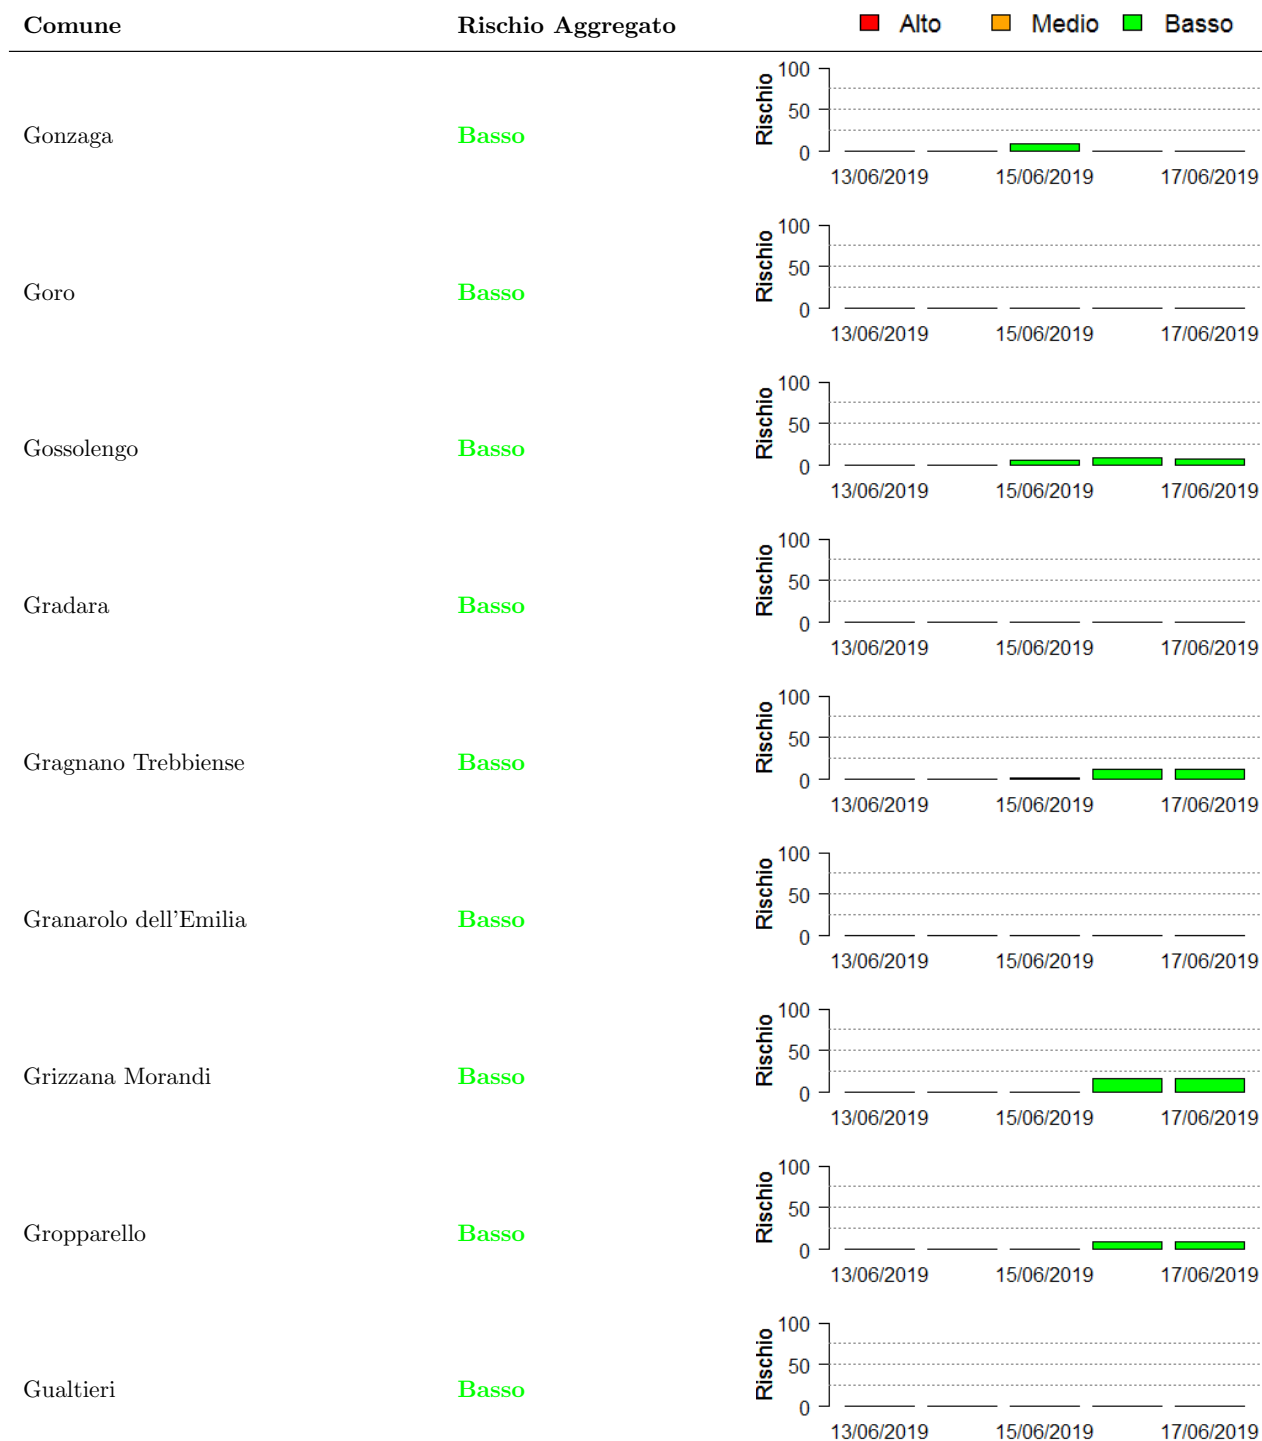 Comune Rischio Aggregato Alto Medio Basso
100
50
0
Rischio
Gonzaga Basso
13/06/2019 15/06/2019 17/06/2019
100
50
0
Rischio
Goro Basso
13/06/2019 15/06/2019 17/06/2019
100
50
0
Rischio
Gossolengo Basso
13/06/2019 15/06/2019 17/06/2019
100
50
0
Rischio
Gradara Basso
13/06/2019 15/06/2019 17/06/2019
100
50
0
Rischio
Gragnano Trebbiense Basso
13/06/2019 15/06/2019 17/06/2019
100
50
0
Rischio
Granarolo dell'Emilia Basso
13/06/2019 15/06/2019 17/06/2019
100
50
0
Rischio
Grizzana Morandi Basso
13/06/2019 15/06/2019 17/06/2019
100
50
0
Rischio
Gropparello Basso
13/06/2019 15/06/2019 17/06/2019
100
50
0
Rischio
Gualtieri Basso
13/06/2019 15/06/2019 17/06/2019